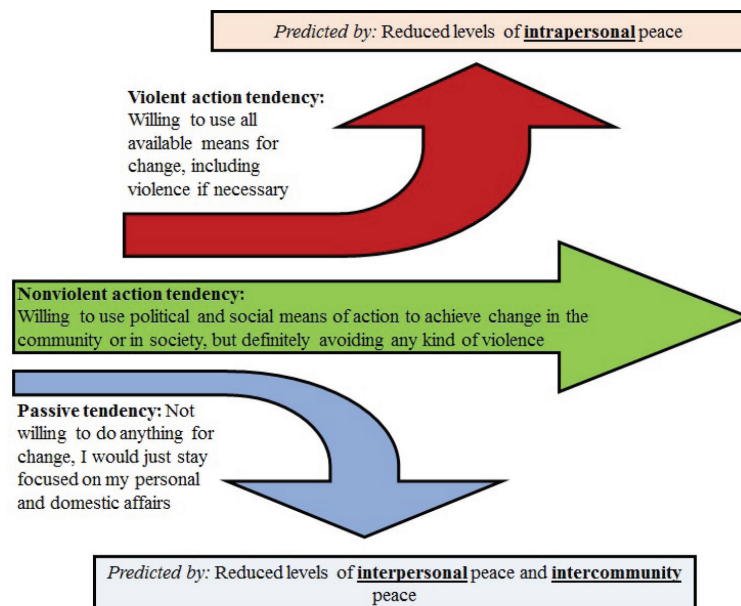 Predicted by: Reduced levels of intrapersonal peace
Violent action tendency:
Willing to use all
available means for
change, including
violence if necessary
Nonviolent action tendency:
Willing to use political and social means of action to achieve change in the
community or in society, but definitely avoiding any kind of violence
Passive tendency: Not
willing to do anything for
change, I would just stay
focused on my personal
and domestic affairs
Predicted by: Reduced levels of interpersonal peace and intercommunity
peace